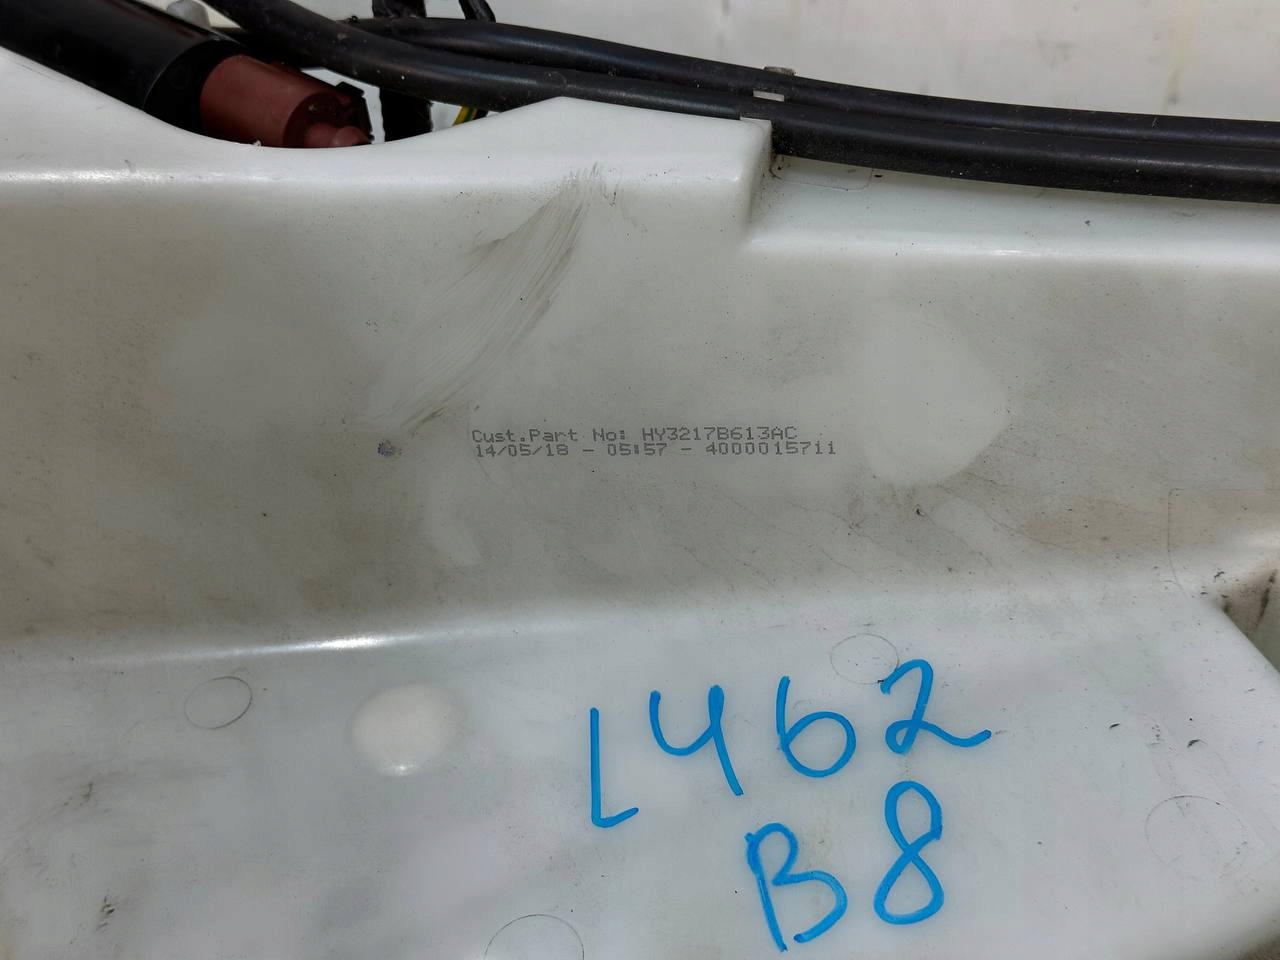 Cust.Part No: HY3217B613AC
14/05/18 - 05:57 - 4000015711
L462
B8